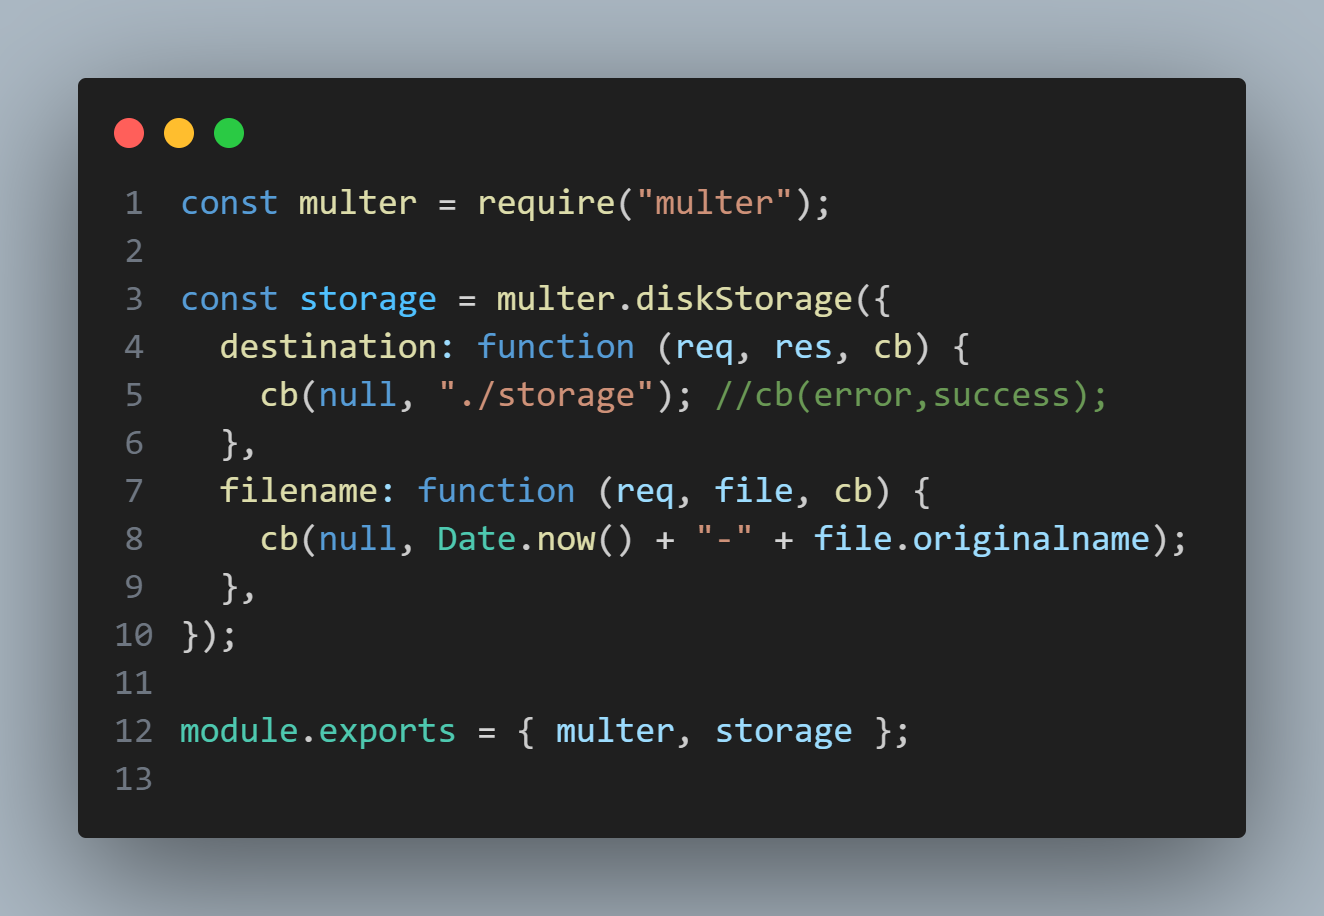 1 const multer = require("multer");
2
3 const storage = multer.diskStorage({
4   destination: function (req, res, cb) {
5     cb(null, "./storage"); //cb(error,success);
6   },
7   filename: function (req, file, cb) {
8     cb(null, Date.now() + "-" + file.originalname);
9   },
10 });
11
12 module.exports = { multer, storage };
13